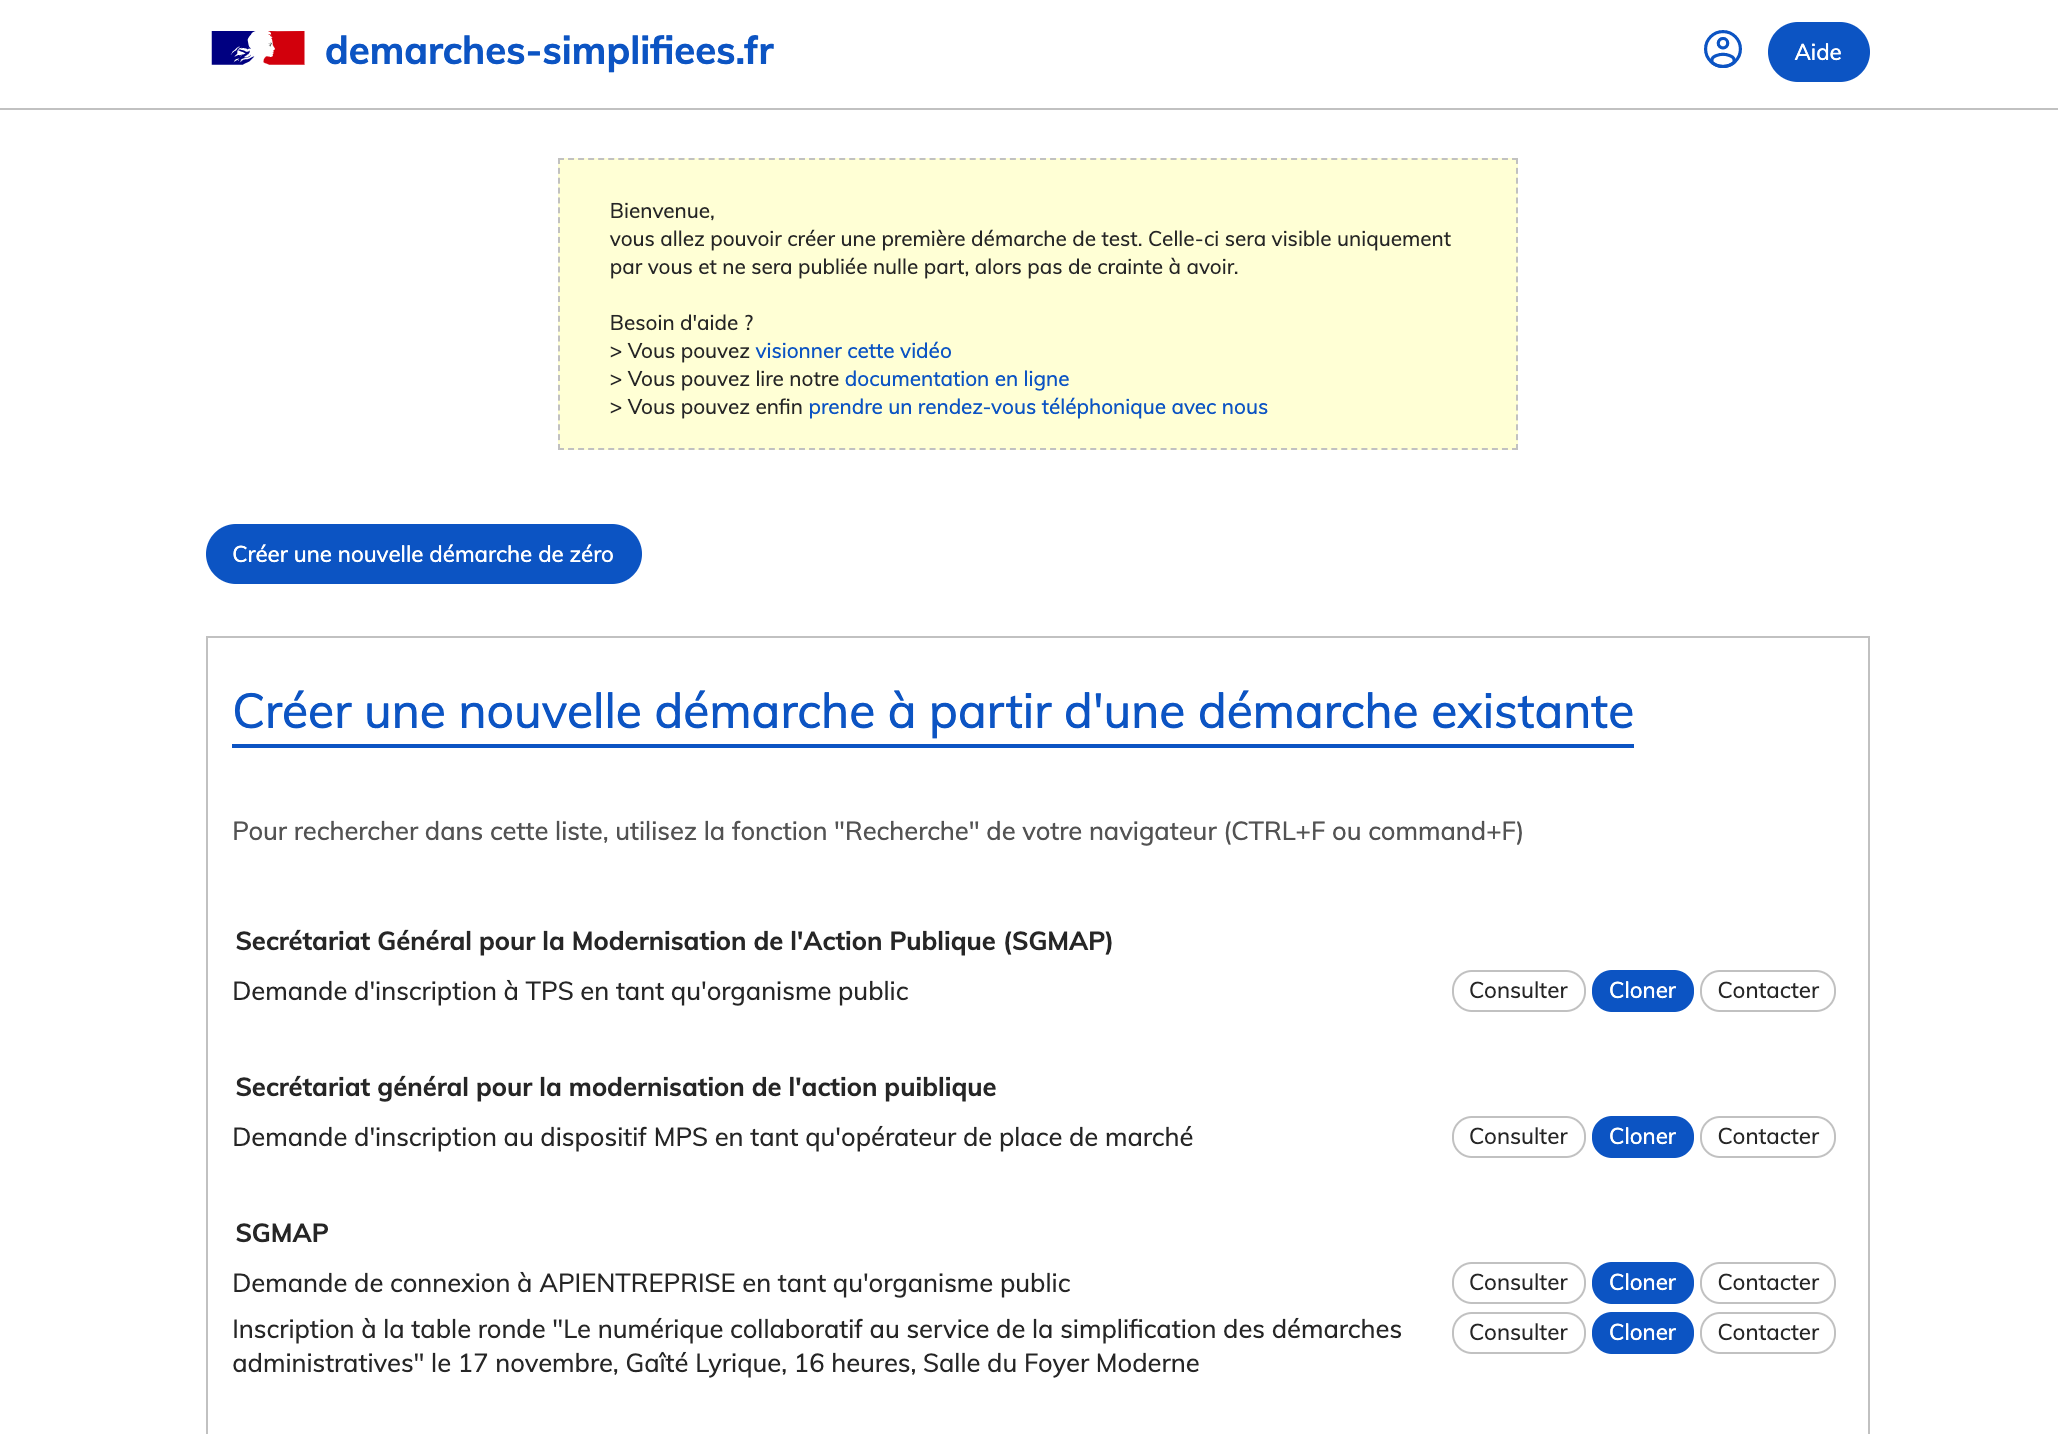 demarches-simplifiees.fr
Aide
Bienvenue,
vous allez pouvoir créer une première démarche de test. Celle-ci sera visible uniquement
par vous et ne sera publiée nulle part, alors pas de crainte à avoir.
Besoin d'aide ?
> Vous pouvez visionner cette vidéo
> Vous pouvez lire notre documentation en ligne
> Vous pouvez enfin prendre un rendez-vous téléphonique avec nous
Créer une nouvelle démarche de zéro
Créer une nouvelle démarche à partir d'une démarche existante
Pour rechercher dans cette liste, utilisez la fonction "Recherche" de votre navigateur (CTRL+F ou command+F)
Secrétariat Général pour la Modernisation de l'Action Publique (SGMAP)
Demande d'inscription à TPS en tant qu'organisme public Consulter Cloner Contacter
Secrétariat général pour la modernisation de l'action puiblique
Demande d'inscription au dispositif MPS en tant qu'opérateur de place de marché Consulter Cloner Contacter
SGMAP
Demande de connexion à APIENTREPRISE en tant qu'organisme public Consulter Cloner Contacter
Inscription à la table ronde "Le numérique collaboratif au service de la simplification des démarches Consulter Cloner Contacter
administratives" le 17 novembre, Gaîté Lyrique, 16 heures, Salle du Foyer Moderne